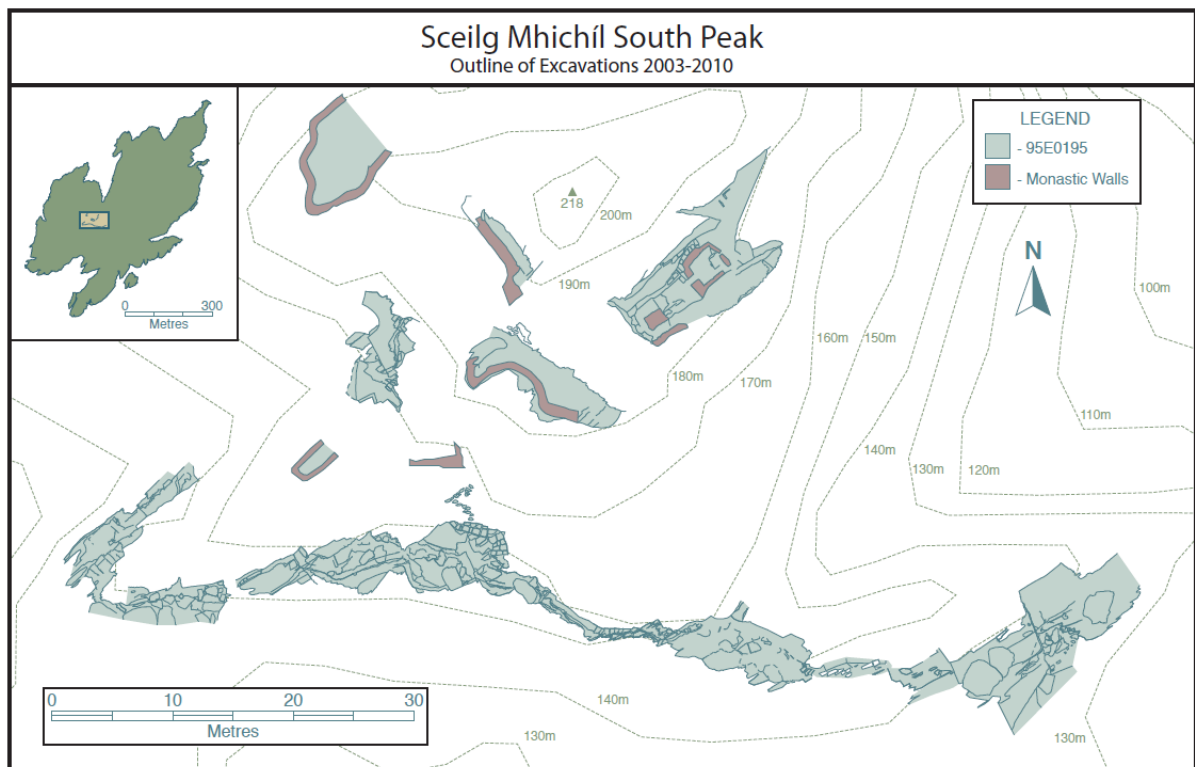 Sceilg Mhichíl South Peak
Outline of Excavations 2003-2010
LEGEND
- 95E0195
- Monastic Walls
218
200m
N
190m
100m
0 300
Metres
160m
150m
180m
170m
110m
140m
130m
120m
0 10 20 30
Metres
140m
130m
130m